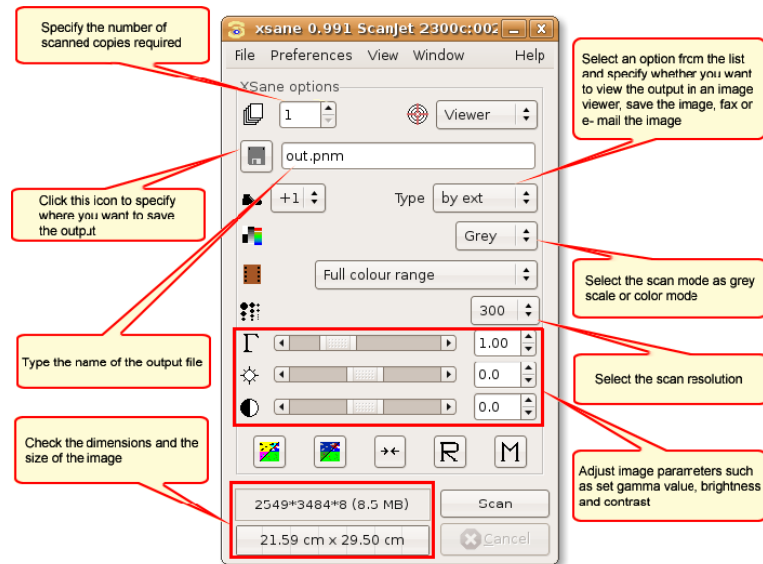 Specify the number of
scanned copies required
xsane 0.991 ScanJet 2300c:002
File Preferences View Window Help
XSane options
1
Viewer
out.pnm
+1
Type
by ext
Grey
Full colour range
300
1.00
0.0
0.0
R
M
2549*3484*8 (8.5 MB)
Scan
21.59 cm x 29.50 cm
Cancel
Select an option from the list
and specify whether you want
to view the output in an image
viewer, save the image, fax or
e- mail the image
Click this icon to specify
where you want to save
the output
Select the scan mode as grey
scale or color mode
Type the name of the output file
Select the scan resolution
Check the dimensions and the
size of the image
Adjust image parameters such
as set gamma value, brightness
and contrast